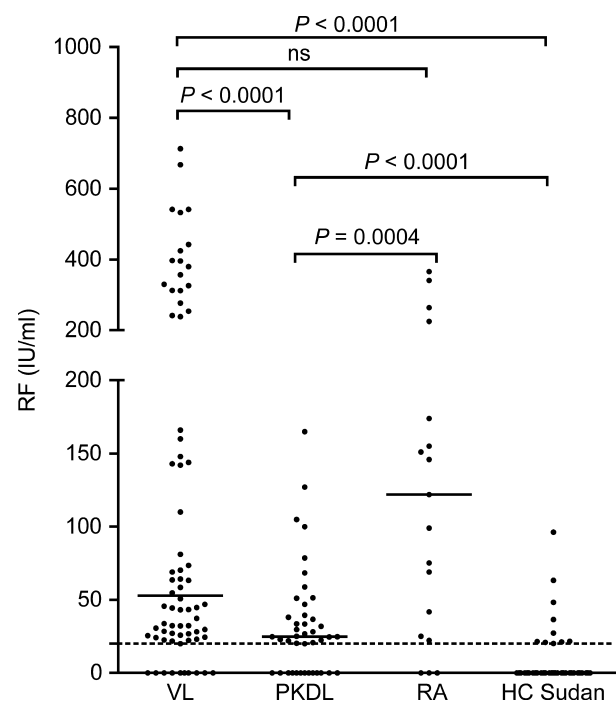 P < 0.0001
ns
P < 0.0001
P < 0.0001
P = 0.0004
RF (IU/ml)
1000
800
600
400
200
200
150
100
50
0
VL PKDL RA HC Sudan